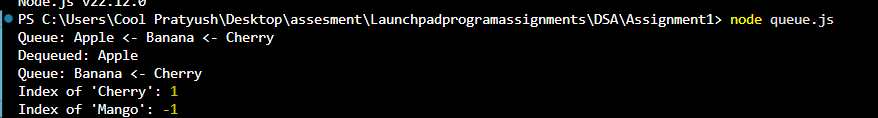 Node.js v22.12.0
PS C:\Users\Cool Pratyush\Desktop\assesment\Launchpadprogramassignments\DSA\Assignment1> node queue.js
Queue: Apple <- Banana <- Cherry
Dequeued: Apple
Queue: Banana <- Cherry
Index of 'Cherry': 1
Index of 'Mango': -1